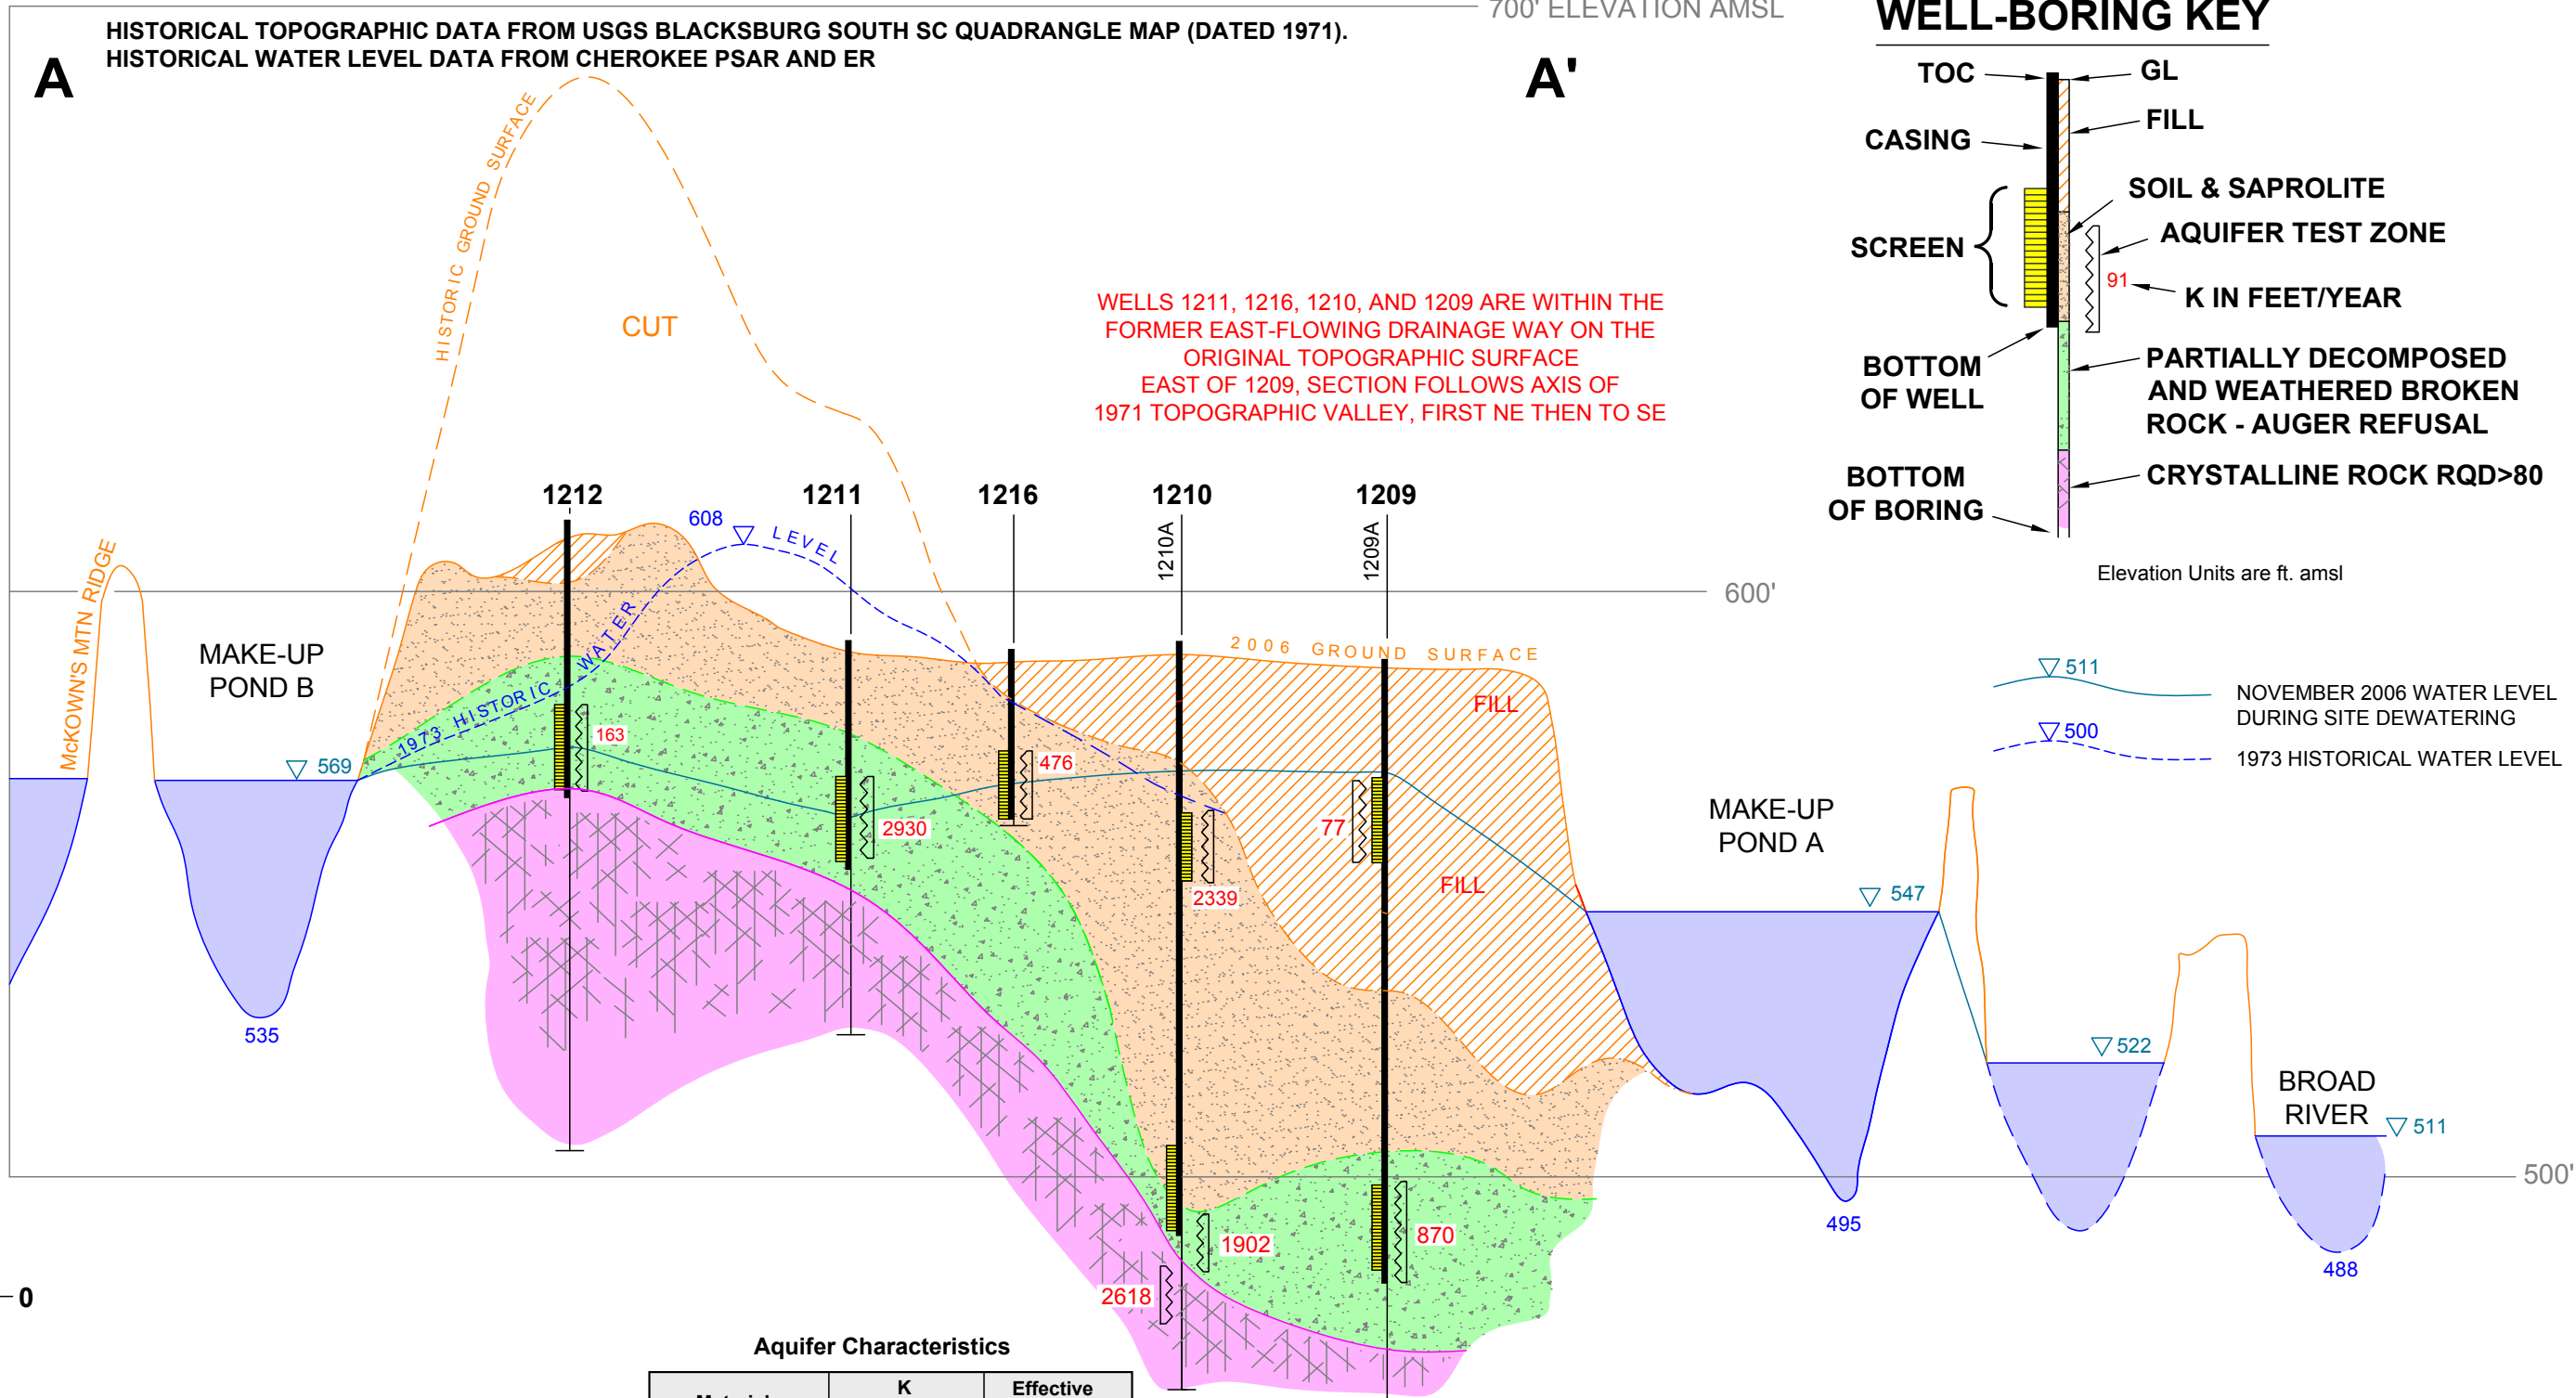 700' ELEVATION AMSL
HISTORICAL TOPOGRAPHIC DATA FROM USGS BLACKSBURG SOUTH SC QUADRANGLE MAP (DATED 1971).
HISTORICAL WATER LEVEL DATA FROM CHEROKEE PSAR AND ER
A
A'
WELL-BORING KEY
TOC
GL
FILL
CASING
SOIL & SAPROLITE
AQUIFER TEST ZONE
SCREEN
91
K IN FEET/YEAR
BOTTOM
OF WELL
PARTIALLY DECOMPOSED
AND WEATHERED BROKEN
ROCK - AUGER REFUSAL
BOTTOM
OF BORING
CRYSTALLINE ROCK RQD>80
Elevation Units are ft. amsl
HISTORIC GROUND SURFACE
CUT
WELLS 1211, 1216, 1210, AND 1209 ARE WITHIN THE
FORMER EAST-FLOWING DRAINAGE WAY ON THE
ORIGINAL TOPOGRAPHIC SURFACE
EAST OF 1209, SECTION FOLLOWS AXIS OF
1971 TOPOGRAPHIC VALLEY, FIRST NE THEN TO SE
1212
1211
1216
1210
1209
1210A
1209A
608
1973 HISTORIC WATER LEVEL
600'
McKOWN'S MTN RIDGE
MAKE-UP
POND B
569
535
2006 GROUND SURFACE
FILL
FILL
163
2930
476
2339
77
1902
2618
870
511
NOVEMBER 2006 WATER LEVEL
DURING SITE DEWATERING
500
1973 HISTORICAL WATER LEVEL
MAKE-UP
POND A
547
495
522
BROAD
RIVER
511
488
500'
0
Aquifer Characteristics
K
Effective